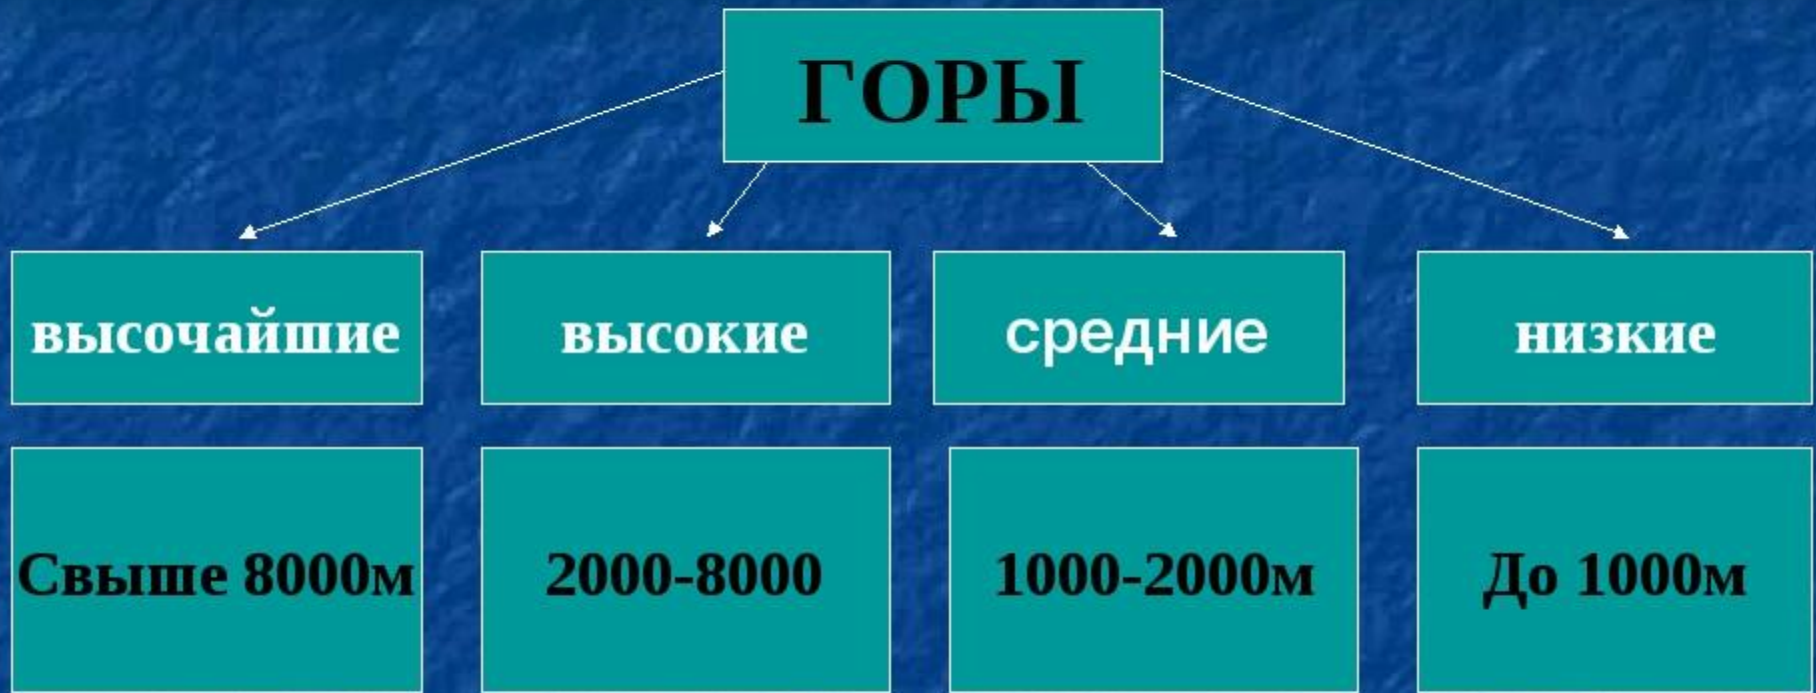 ГОРЫ
высочайшие
высокие
средние
низкие
Свыше 8000м
2000-8000
1000-2000м
До 1000м